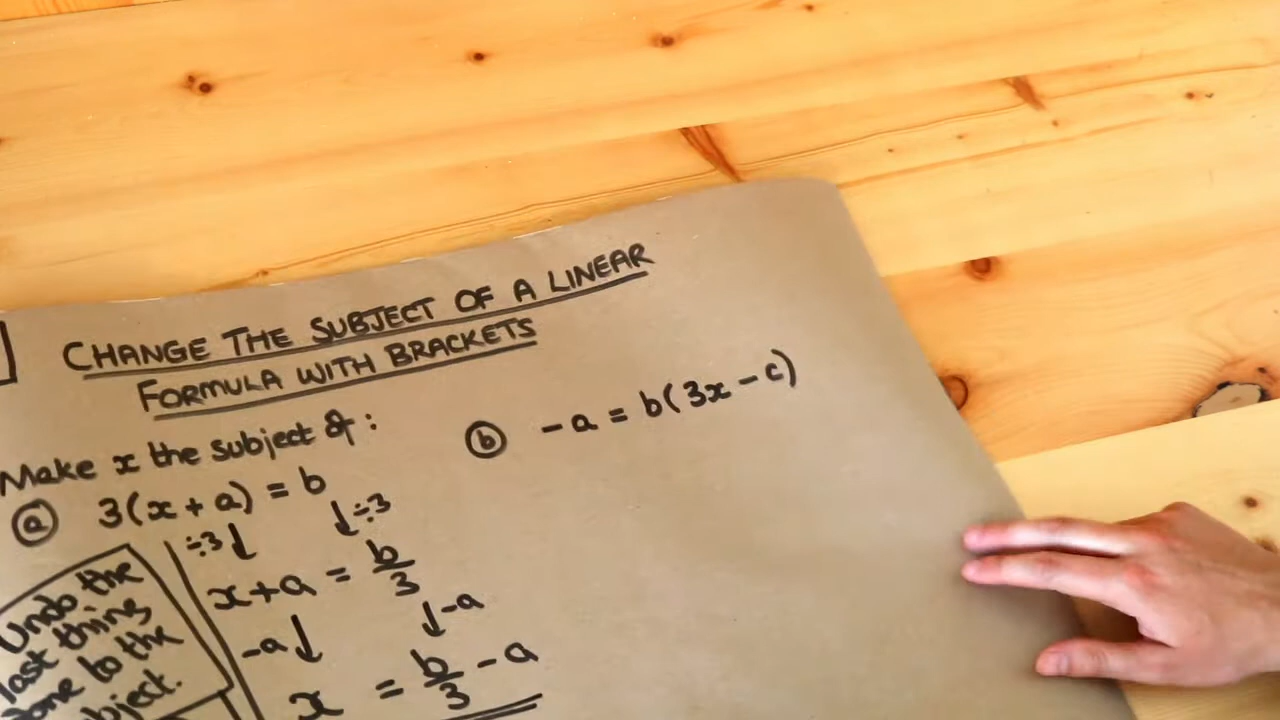 CHANGE THE SUBJECT OF A LINEAR
FORMULA WITH BRACKETS
Make x the subject of:
ⓐ 3(x + a) = b
÷3↓ ↓÷3
x+a = b/3
-a↓ ↓-a
x = b/3 - a
Undo the
last thing
done to the
subject.
ⓑ -a = b(3x - c)